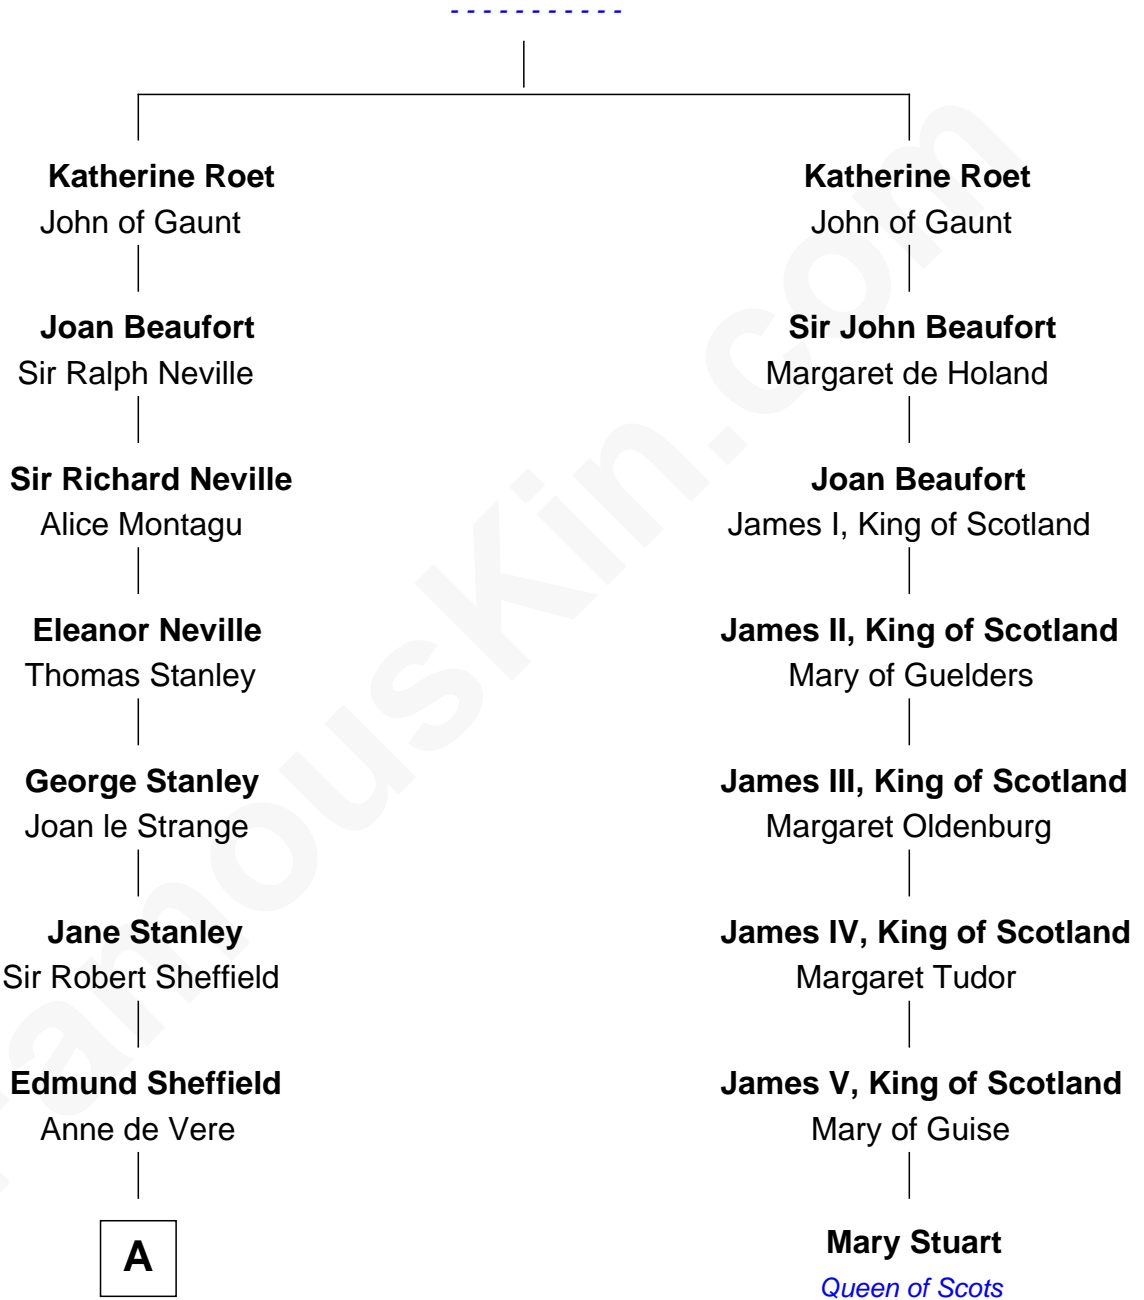 - - - - - - - - - - -
Katherine Roet
John of Gaunt
Joan Beaufort
Sir Ralph Neville
Sir Richard Neville
Alice Montagu
Eleanor Neville
Thomas Stanley
George Stanley
Joan le Strange
Jane Stanley
Sir Robert Sheffield
Edmund Sheffield
Anne de Vere
A
Katherine Roet
John of Gaunt
Sir John Beaufort
Margaret de Holand
Joan Beaufort
James I, King of Scotland
James II, King of Scotland
Mary of Guelders
James III, King of Scotland
Margaret Oldenburg
James IV, King of Scotland
Margaret Tudor
James V, King of Scotland
Mary of Guise
Mary Stuart
Queen of Scots
FamousKin.com